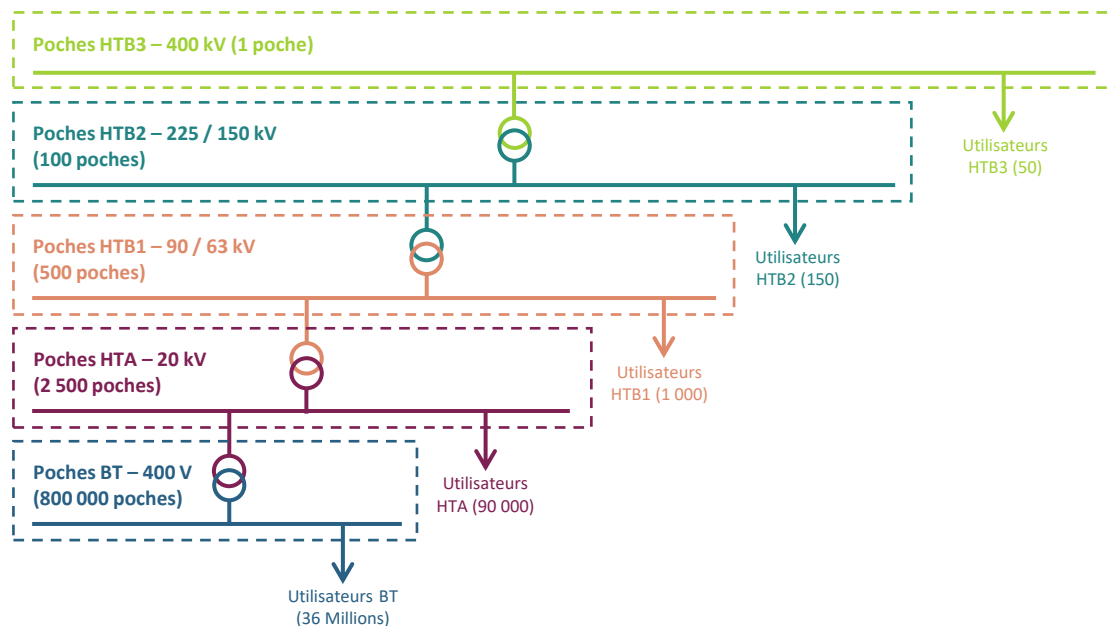 Poches HTB3 – 400 kV (1 poche)
Utilisateurs
HTB3 (50)
Poches HTB2 – 225 / 150 kV
(100 poches)
Utilisateurs
HTB2 (150)
Poches HTB1 – 90 / 63 kV
(500 poches)
Utilisateurs
HTB1 (1 000)
Poches HTA – 20 kV
(2 500 poches)
Utilisateurs
HTA (90 000)
Poches BT – 400 V
(800 000 poches)
Utilisateurs BT
(36 Millions)